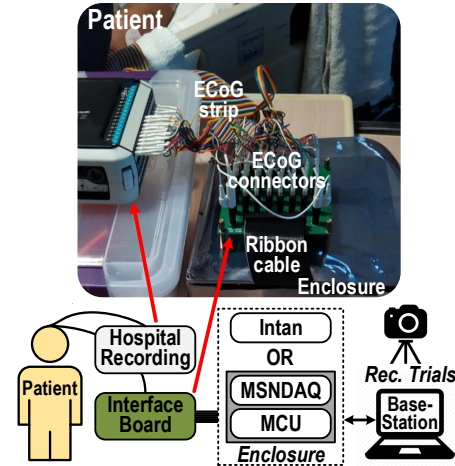 Patient
ECoG
strip
ECoG
connectors
Ribbon
cable
Enclosure
Hospital
Recording
Patient
Interface
Board
Intan
OR
MSNDAQ
MCU
Enclosure
Rec. Trials
Base-
Station